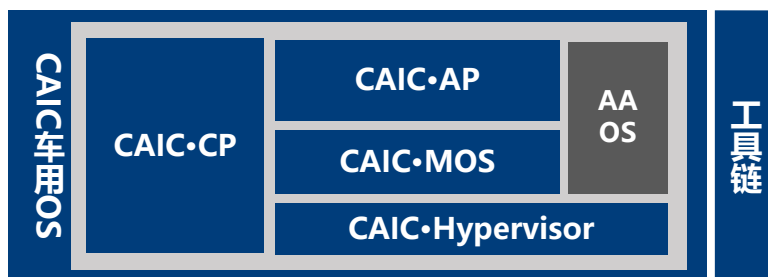 CAIC车用OS
CAIC•CP
CAIC•AP
CAIC•MOS
AA
OS
CAIC•Hypervisor
工具链